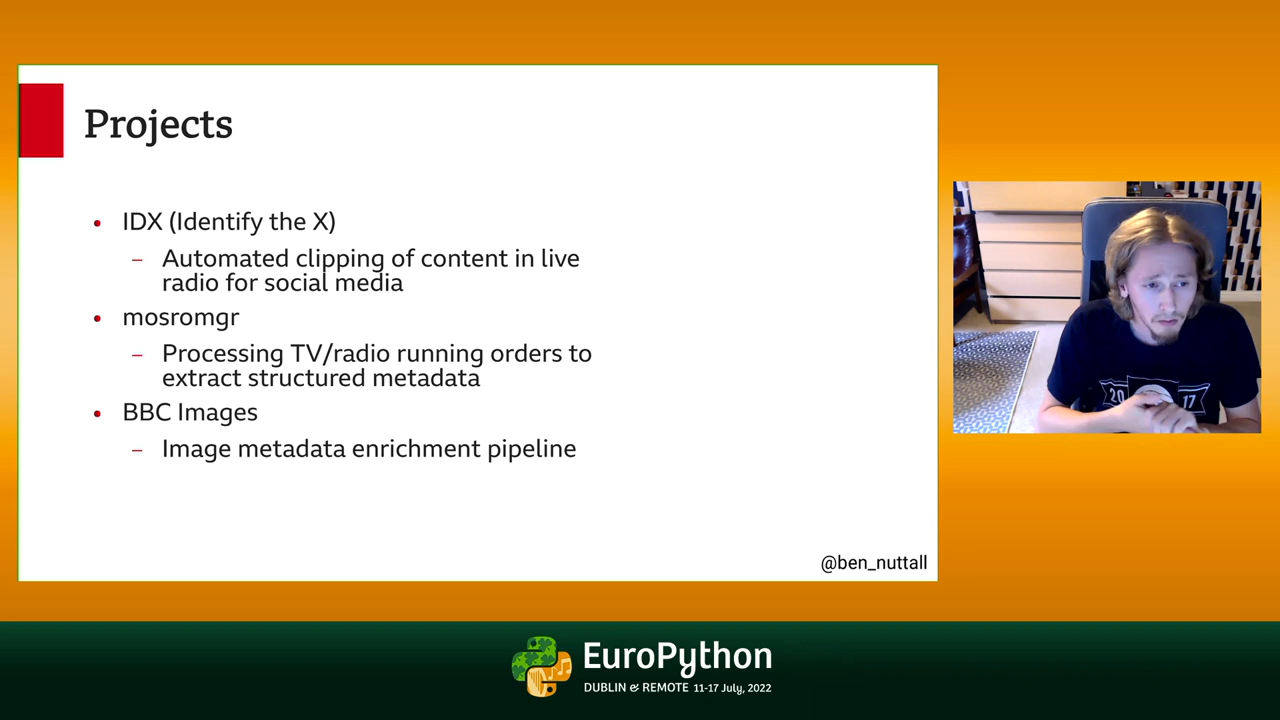 Projects
• IDX (Identify the X)
– Automated clipping of content in live
radio for social media
• mosromgr
– Processing TV/radio running orders to
extract structured metadata
• BBC Images
– Image metadata enrichment pipeline
@ben_nuttall
20 17
EuroPython
DUBLIN & REMOTE 11-17 July, 2022